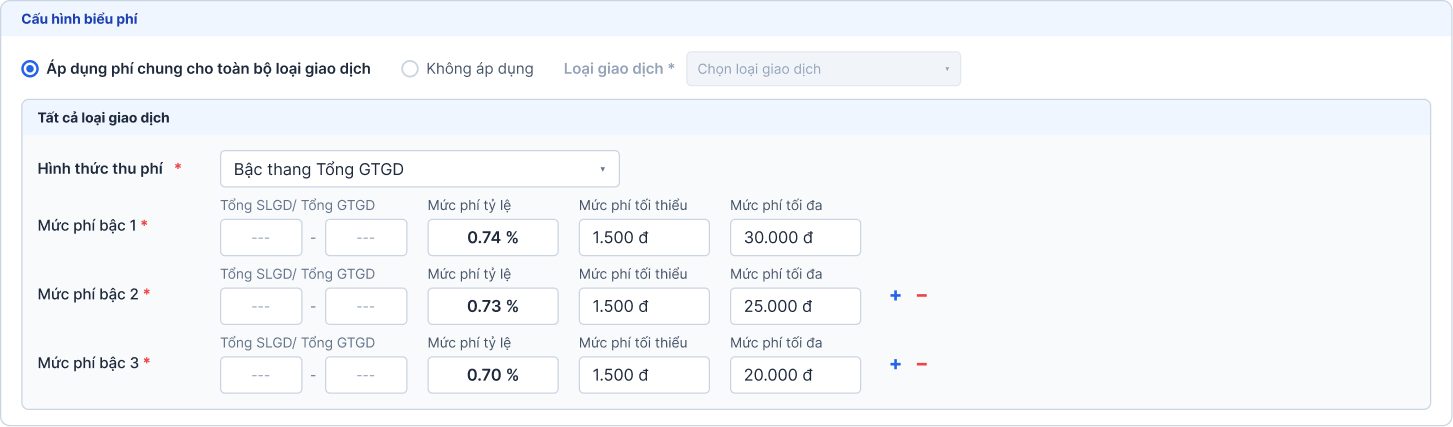 Cấu hình biểu phí
Áp dụng phí chung cho toàn bộ loại giao dịch Không áp dụng Loại giao dịch * Chọn loại giao dịch
Tất cả loại giao dịch
Hình thức thu phí * Bậc thang Tổng GTGD
Tổng SLGD/ Tổng GTGD Mức phí tỷ lệ Mức phí tối thiểu Mức phí tối đa
Mức phí bậc 1 * --- - --- 0.74 % 1.500 đ 30.000 đ
Tổng SLGD/ Tổng GTGD Mức phí tỷ lệ Mức phí tối thiểu Mức phí tối đa
Mức phí bậc 2 * --- - --- 0.73 % 1.500 đ 25.000 đ + −
Tổng SLGD/ Tổng GTGD Mức phí tỷ lệ Mức phí tối thiểu Mức phí tối đa
Mức phí bậc 3 * --- - --- 0.70 % 1.500 đ 20.000 đ + −